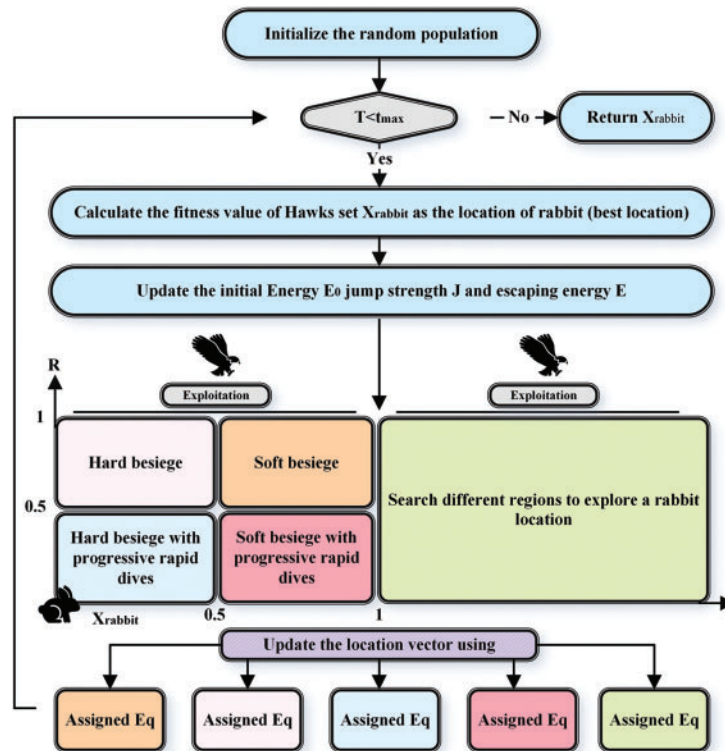 Initialize the random population
T<tmax
No
Return Xrabbit
Yes
Calculate the fitness value of Hawks set Xrabbit as the location of rabbit (best location)
Update the initial Energy E0 jump strength J and escaping energy E
R
Exploitation
Exploitation
1
Hard besiege
Soft besiege
Search different regions to explore a rabbit
location
0.5
Hard besiege with
progressive rapid
dives
Soft besiege with
progressive rapid
dives
Xrabbit
0.5
1
Update the location vector using
Assigned Eq
Assigned Eq
Assigned Eq
Assigned Eq
Assigned Eq